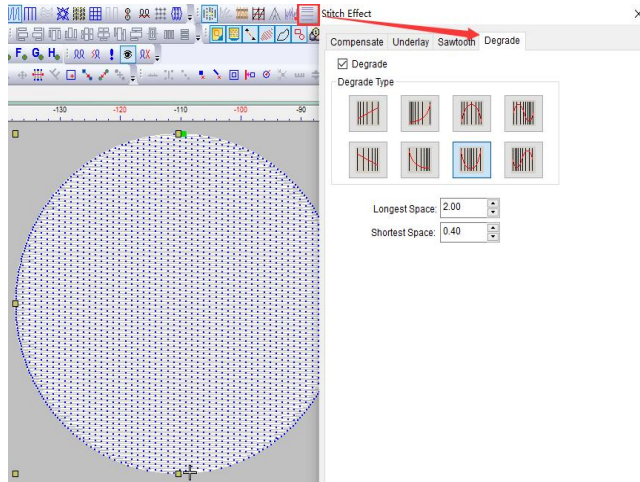 Stitch Effect
Compensate Underlay Sawtooth Degrade
Degrade
Degrade Type
Longest Space: 2.00
Shortest Space: 0.40
F G H
-130 -120 -110 -100 -90